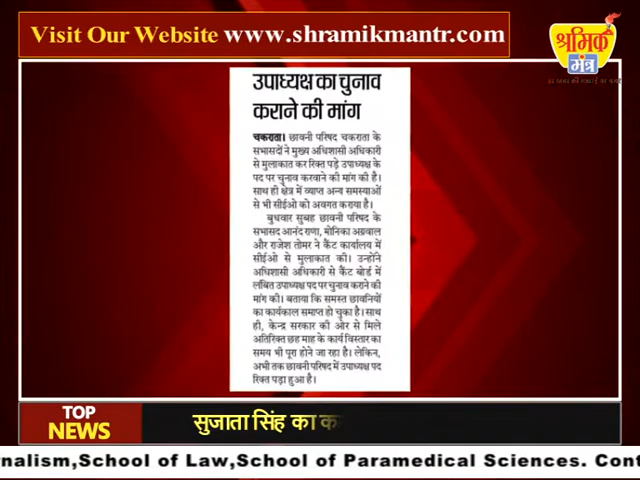 Visit Our Website www.shramikmantr.com
श्रमिक
मंत्र
उपाध्यक्ष का चुनाव
कराने की मांग
चकराता। छावनी परिषद चकराता के
सभासदों ने मुख्य अधिशासी अधिकारी
से मुलाकात कर रिक्त पड़े उपाध्यक्ष के
पद पर चुनाव करवाने की मांग की है।
साथ ही क्षेत्र में व्याप्त अन्य समस्याओं
से भी सीईओ को अवगत कराया है।
बुधवार सुबह छावनी परिषद के
सभासद आनंद राणा, मोनिका अग्रवाल
और राजेश तोमर ने कैंट कार्यालय में
सीईओ से मुलाकात की। उन्होंने
अधिशासी अधिकारी से कैंट बोर्ड में
लंबित उपाध्यक्ष पद पर चुनाव कराने की
मांग की। बताया कि समस्त छावनियों
का कार्यकाल समाप्त हो चुका है। साथ
ही, केन्द्र सरकार की ओर से मिले
अतिरिक्त छह माह के कार्य विस्तार का
समय भी पूरा होने जा रहा है। लेकिन,
अभी तक छावनी परिषद में उपाध्यक्ष पद
रिक्त पड़ा हुआ है।
TOP
NEWS
सुजाता सिंह का
rnalism,School of Law,School of Paramedical Sciences. Cont